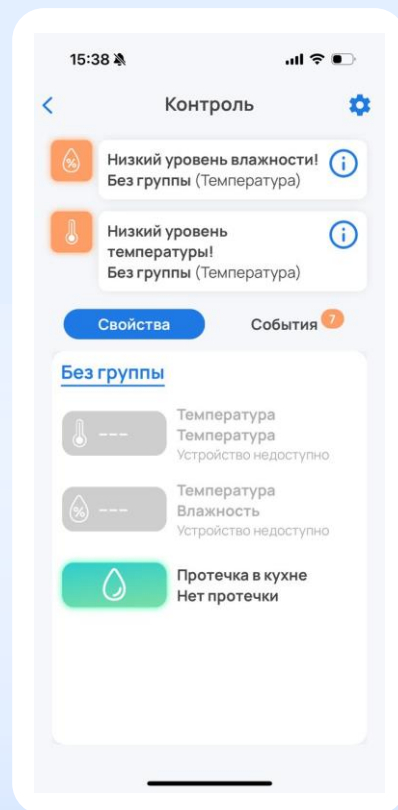 15:38
Контроль
%
Низкий уровень влажности!
Без группы (Температура)
i
Низкий уровень
температуры!
Без группы (Температура)
i
Свойства
События 7
Без группы
---
Температура
Температура
Устройство недоступно
% ---
Температура
Влажность
Устройство недоступно
Протечка в кухне
Нет протечки